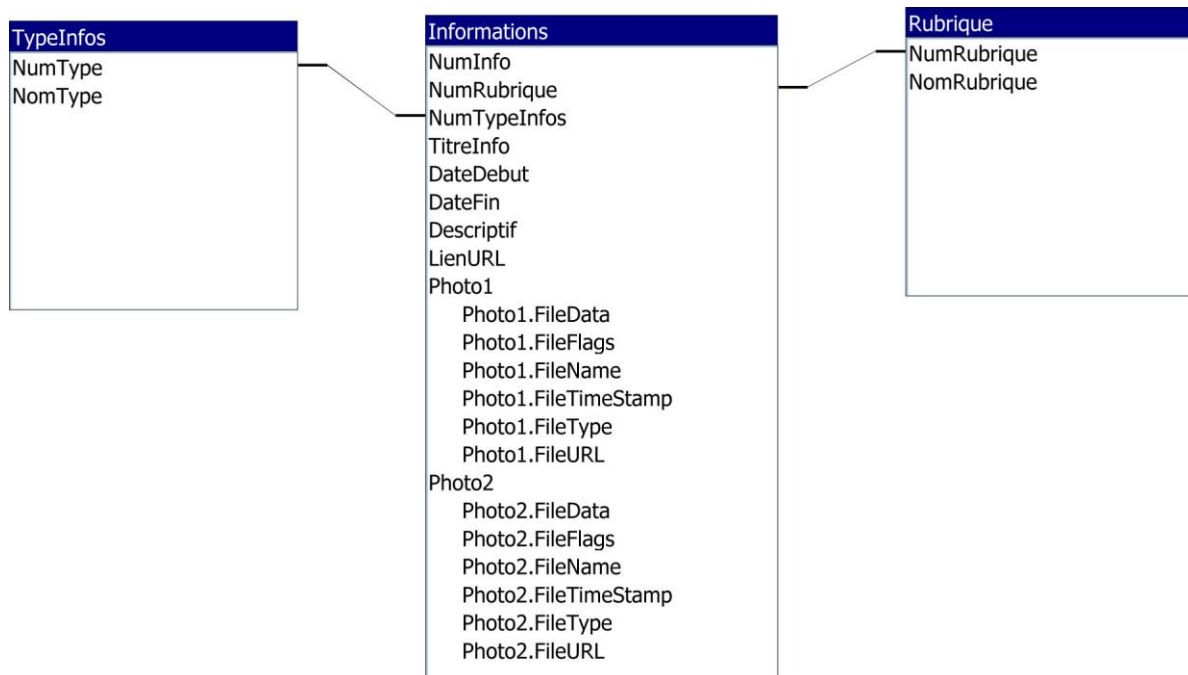 TypeInfos
NumType
NomType
Informations
NumInfo
NumRubrique
NumTypeInfos
TitreInfo
DateDebut
DateFin
Descriptif
LienURL
Photo1
Photo1.FileData
Photo1.FileFlags
Photo1.FileName
Photo1.FileTimeStamp
Photo1.FileType
Photo1.FileURL
Photo2
Photo2.FileData
Photo2.FileFlags
Photo2.FileName
Photo2.FileTimeStamp
Photo2.FileType
Photo2.FileURL
Rubrique
NumRubrique
NomRubrique